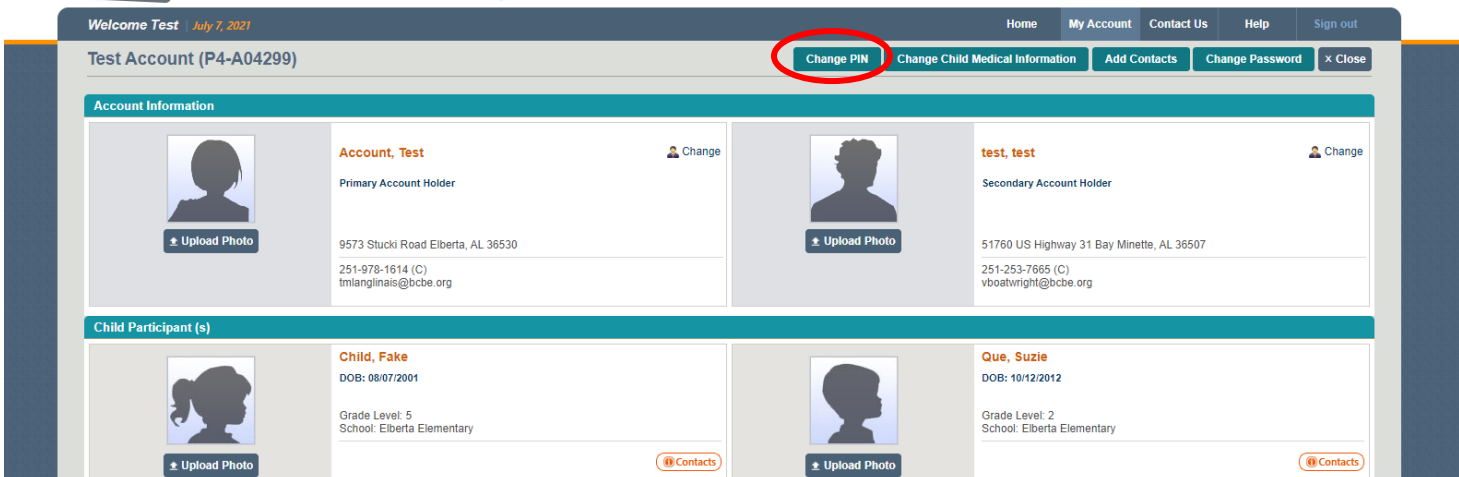 Welcome Test | July 7, 2021 Home My Account Contact Us Help Sign out
Test Account (P4-A04299) Change PIN Change Child Medical Information Add Contacts Change Password x Close
Account Information
Account, Test Change
Primary Account Holder
Upload Photo
9573 Stucki Road Elberta, AL 36530
251-978-1614 (C)
tmlanglinais@bcbe.org
test, test Change
Secondary Account Holder
Upload Photo
51760 US Highway 31 Bay Minette, AL 36507
251-253-7665 (C)
vboatwright@bcbe.org
Child Participant (s)
Child, Fake
DOB: 08/07/2001
Grade Level: 5
School: Elberta Elementary
Upload Photo
Contacts
Que, Suzie
DOB: 10/12/2012
Grade Level: 2
School: Elberta Elementary
Upload Photo
Contacts